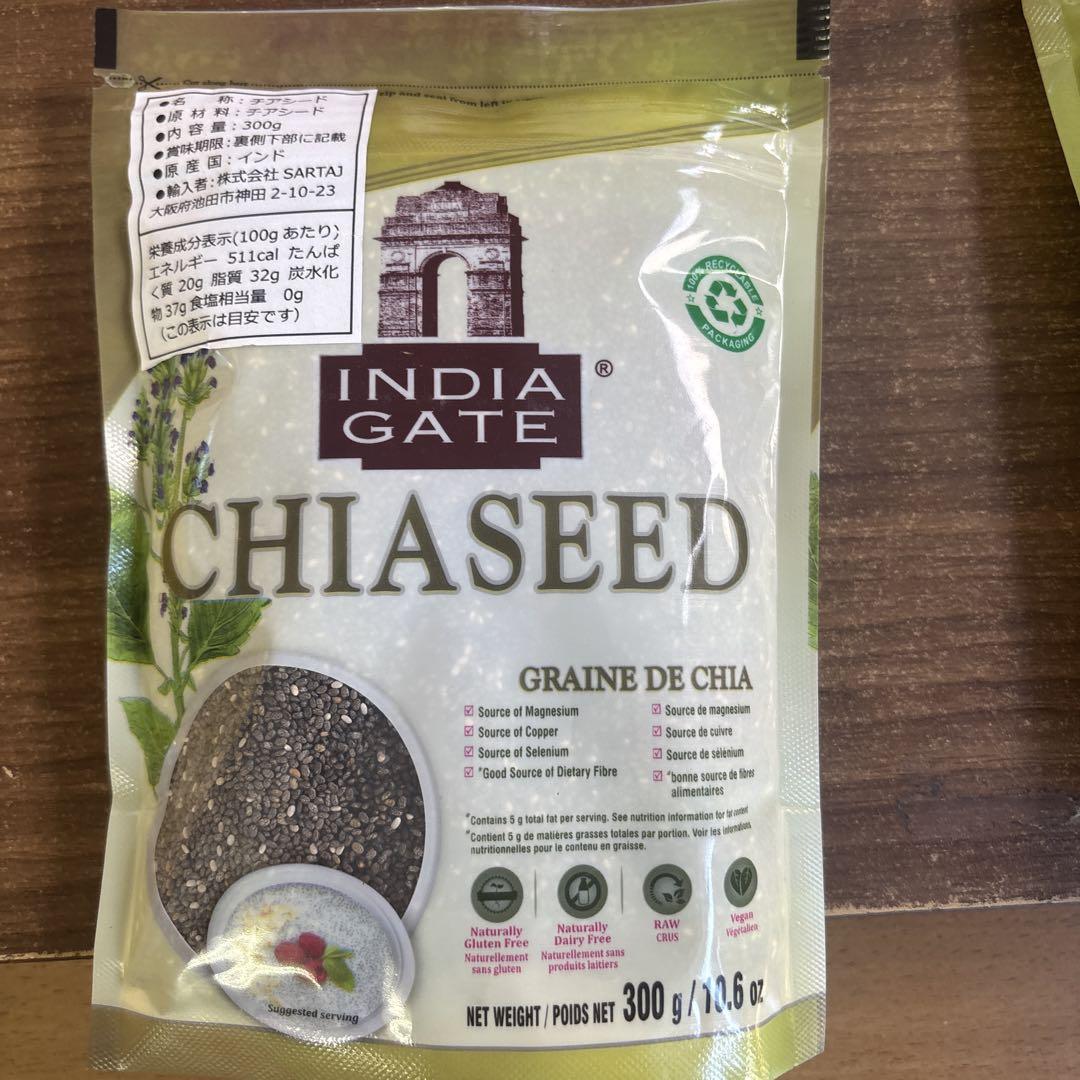 ●名 称：チアシード
●原 材 料：チアシード
●内 容 量：300g
●賞味期限：裏側下部に記載
●原 産 国：インド
●輸入者：株式会社 SARTAJ
大阪府池田市神田 2-10-23
栄養成分表示(100g あたり)
エネルギー 511cal たんぱ
く質 20g 脂質 32g 炭水化
物 37g 食塩相当量 0g
(この表示は目安です)
rip and seal from left to
100% RECYCLABLE
PACKAGING
INDIA
GATE
®
CHIASEED
GRAINE DE CHIA
Source of Magnesium
Source of Copper
Source of Selenium
*Good Source of Dietary Fibre
Source de magnesium
Source de cuivre
Source de sélénium
*bonne source de fibres
alimentaires
*Contains 5 g total fat per serving. See nutrition information for fat content
*Contient 5 g de matières grasses totales par portion. Voir les informations
nutritionnelles pour le contenu en graisse.
Naturally
Gluten Free
Naturellement
sans gluten
Naturally
Dairy Free
Naturellement sans
produits laitiers
RAW
CRUS
Vegan
Végétalien
Suggested serving
NET WEIGHT / POIDS NET 300 g / 10.6 oz